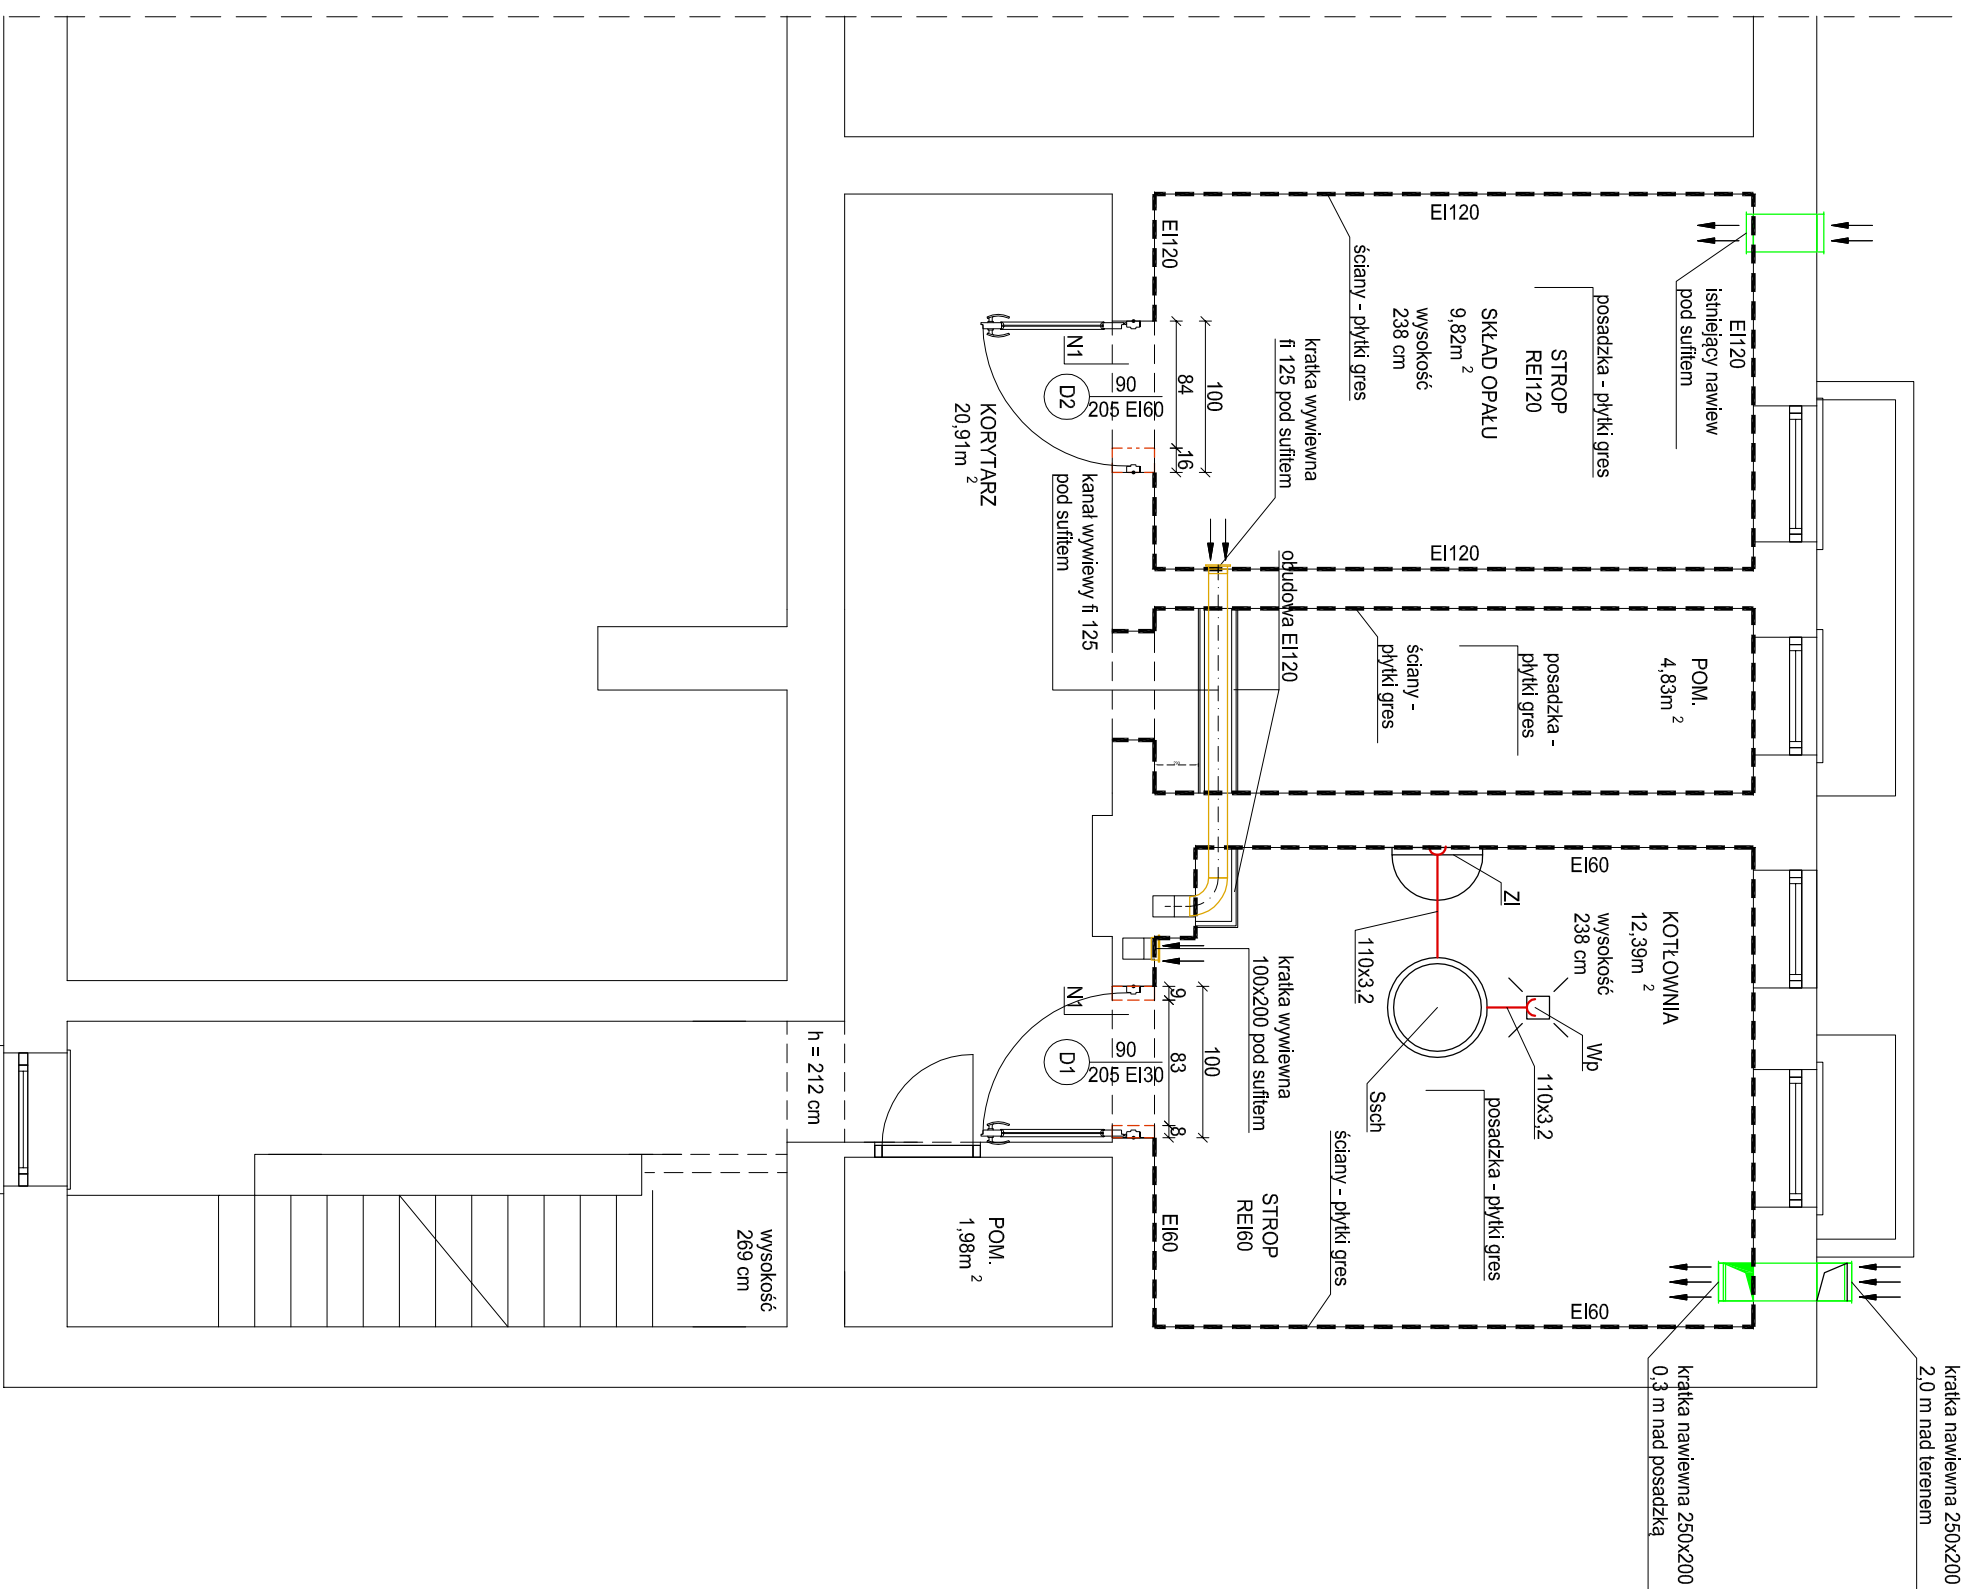 EI120
EI120
EI120
EI120
istniejący nawiew
pod sufitem
posadzka - płytki gres
STROP
REI120
SKŁAD OPAŁU
9,82m 2
wysokość
238 cm
ściany - płytki gres
kratka wywiewna
fi 125 pod sufitem
100
84
16
90
205 EI60
D2
N1
KORYTARZ
20,91m 2
kanał wywiewy fi 125
pod sufitem
obudowa EI120
POM.
4,83m 2
posadzka -
płytki gres
ściany -
płytki gres
EI60
KOTŁOWNIA
12,39m 2
wysokość
238 cm
Zl
110x3,2
Wp
110x3,2
Ssch
posadzka - płytki gres
ściany - płytki gres
kratka wywiewna
100x200 pod sufitem
STROP
REI60
EI60
EI60
100
9
83
8
90
205 EI30
D1
N1
h = 212 cm
POM.
1,98m 2
wysokość
269 cm
kratka nawiewna 250x200
2,0 m nad terenem
kratka nawiewna 250x200
0,3 m nad posadzką